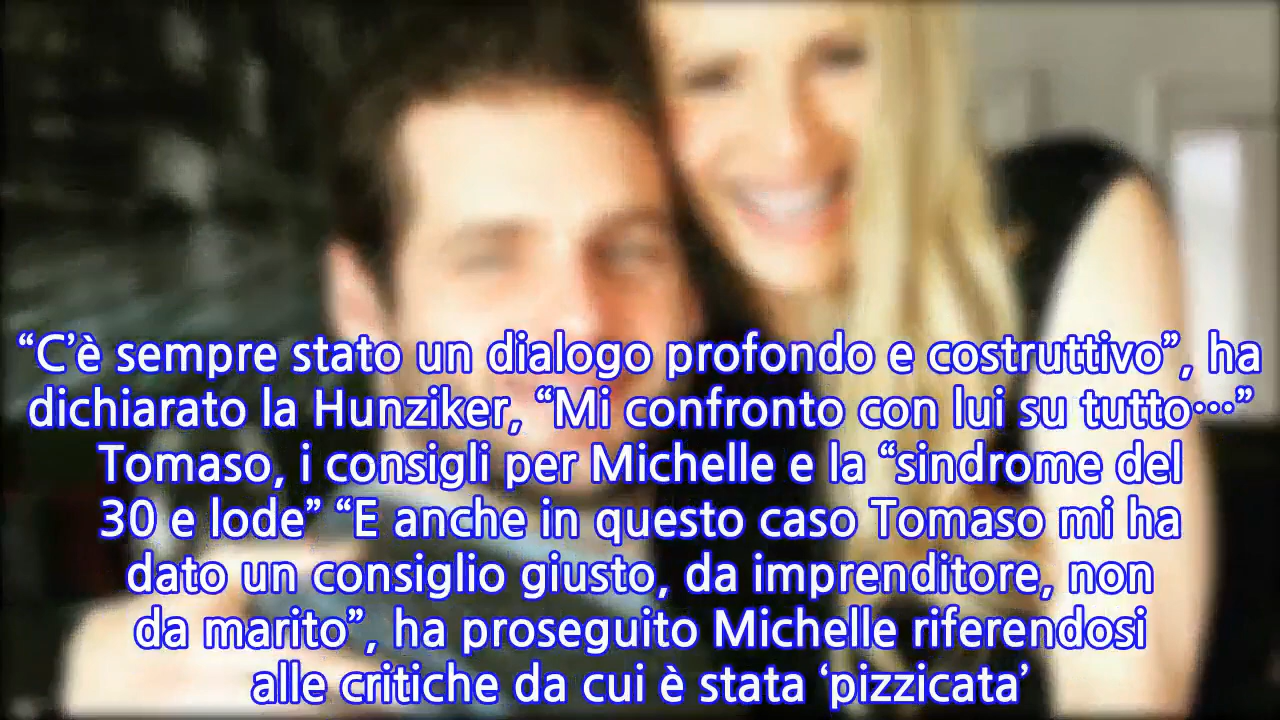 “C’è sempre stato un dialogo profondo e costruttivo”, ha
dichiarato la Hunziker, “Mi confronto con lui su tutto…”
Tomaso, i consigli per Michelle e la “sindrome del
30 e lode” “E anche in questo caso Tomaso mi ha
dato un consiglio giusto, da imprenditore, non
da marito”, ha proseguito Michelle riferendosi
alle critiche da cui è stata ‘pizzicata’